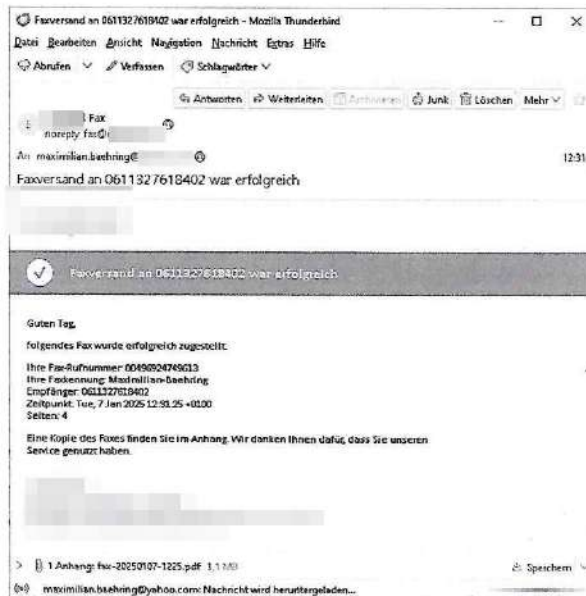 Faxversand an 0611327618402 war erfolgreich - Mozilla Thunderbird
Datei Bearbeiten Ansicht Navigation Nachricht Extras Hilfe
Abrufen Verfassen Schlagwörter
Antworten Weiterleiten Archivieren Junk Löschen Mehr
Fax
noreply-fax@
An maximilian.baehring@
12:31
Faxversand an 0611327618402 war erfolgreich
Faxversand an 0611327618402 war erfolgreich
Guten Tag,
folgendes Fax wurde erfolgreich zugestellt.
Ihre Fax-Rufnummer: 00496924749613
Ihre Faxkennung: Maximilian-Baehring
Empfänger: 0611327618402
Zeitpunkt: Tue, 7 Jan 2025 12:31:25 +0100
Seiten: 4
Eine Kopie des Faxes finden Sie im Anhang. Wir danken Ihnen dafür, dass Sie unseren
Service genutzt haben.
1 Anhang: fax-20250107-1225.pdf 1,1 MB
Speichern
maximilian.baehring@yahoo.com: Nachricht wird heruntergeladen...